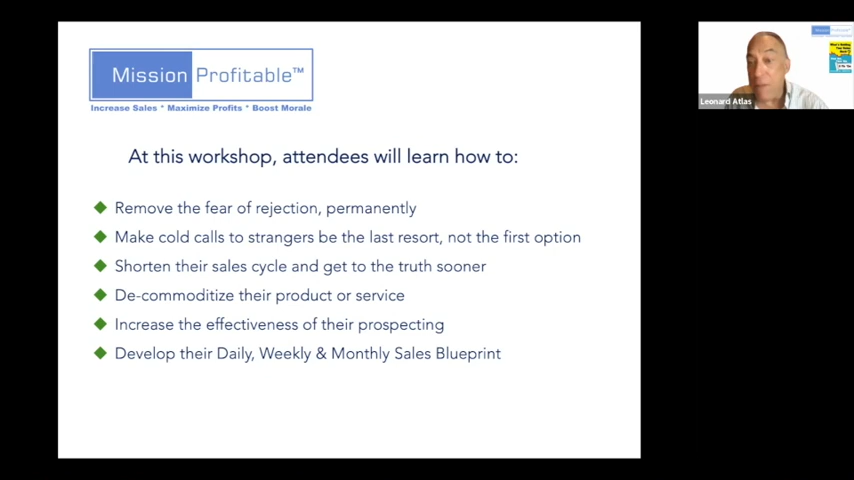 Mission Profitable™
Increase Sales * Maximize Profits * Boost Morale
At this workshop, attendees will learn how to:
Remove the fear of rejection, permanently
Make cold calls to strangers be the last resort, not the first option
Shorten their sales cycle and get to the truth sooner
De-commoditize their product or service
Increase the effectiveness of their prospecting
Develop their Daily, Weekly & Monthly Sales Blueprint
Leonard Atlas